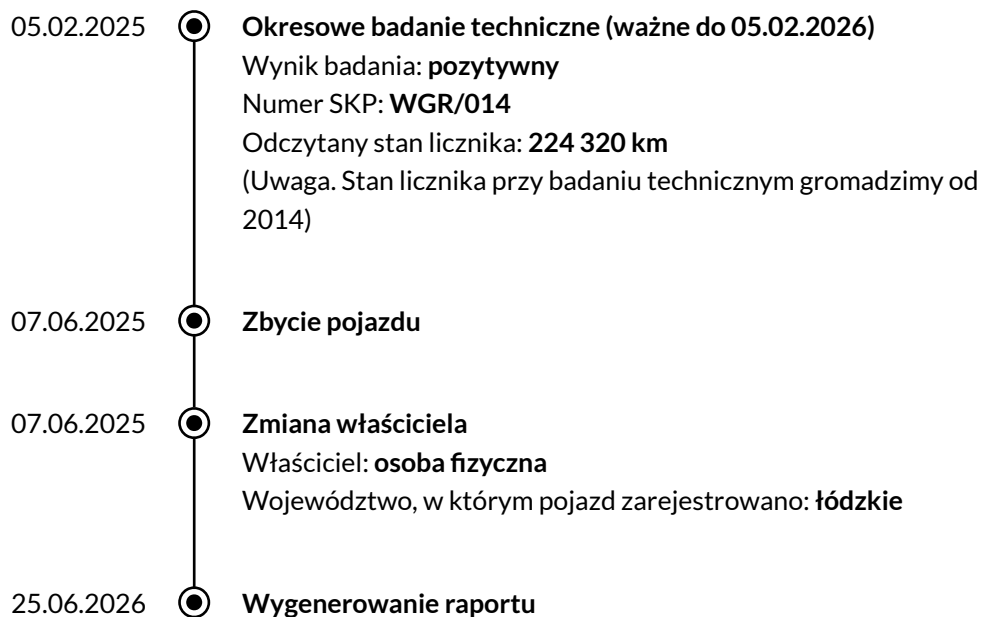 05.02.2025 Okresowe badanie techniczne (ważne do 05.02.2026)
Wynik badania: pozytywny
Numer SKP: WGR/014
Odczytany stan licznika: 224 320 km
(Uwaga. Stan licznika przy badaniu technicznym gromadzimy od
2014)
07.06.2025 Zbycie pojazdu
07.06.2025 Zmiana właściciela
Właściciel: osoba fizyczna
Województwo, w którym pojazd zarejestrowano: łódzkie
25.06.2026 Wygenerowanie raportu